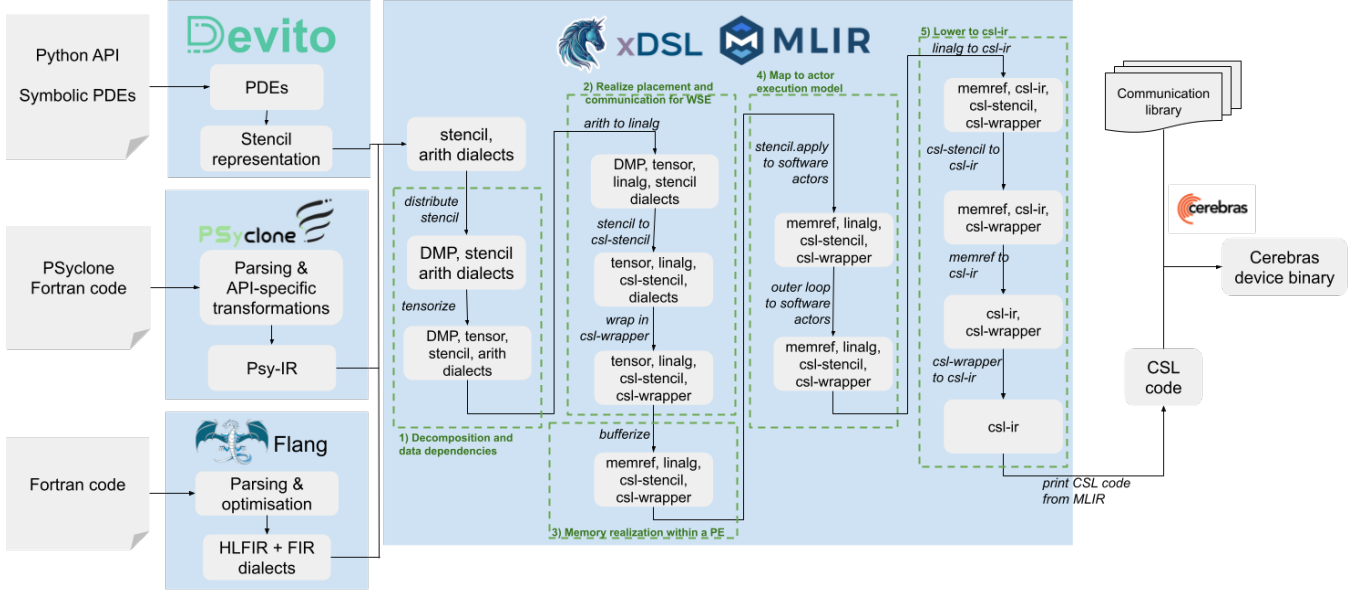 Python API
Symbolic PDEs
Devito
PDEs
Stencil
representation
PSyclone
Fortran code
PSyclone
Parsing &
API-specific
transformations
Psy-IR
Fortran code
Flang
Parsing &
optimisation
HLFIR + FIR
dialects
xDSL
MLIR
stencil,
arith dialects
distribute
stencil
DMP, stencil
arith dialects
tensorize
DMP, tensor,
stencil, arith
dialects
1) Decomposition and
data dependencies
2) Realize placement and
communication for WSE
arith to linalg
DMP, tensor,
linalg, stencil
dialects
stencil to
csl-stencil
tensor, linalg,
csl-stencil,
dialects
wrap in
csl-wrapper
tensor, linalg,
csl-stencil,
csl-wrapper
bufferize
memref, linalg,
csl-stencil,
csl-wrapper
3) Memory realization within a PE
4) Map to actor
execution model
stencil.apply
to software
actors
memref, linalg,
csl-stencil,
csl-wrapper
outer loop
to software
actors
memref, linalg,
csl-stencil,
csl-wrapper
5) Lower to csl-ir
linalg to csl-ir
memref, csl-ir,
csl-stencil,
csl-wrapper
csl-stencil to
csl-ir
memref, csl-ir,
csl-wrapper
memref to
csl-ir
csl-ir,
csl-wrapper
csl-wrapper
to csl-ir
csl-ir
print CSL code
from MLIR
Communication
library
cerebras
Cerebras
device binary
CSL
code